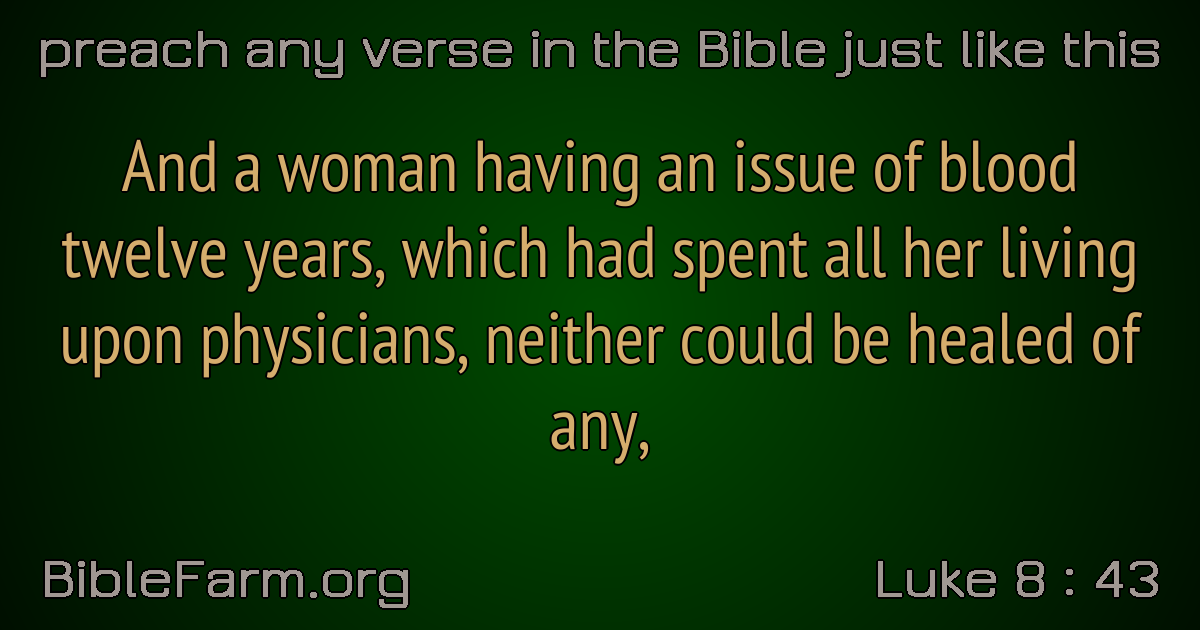 preach any verse in the Bible just like this
And a woman having an issue of blood
twelve years, which had spent all her living
upon physicians, neither could be healed of
any,
BibleFarm.org
Luke 8 : 43